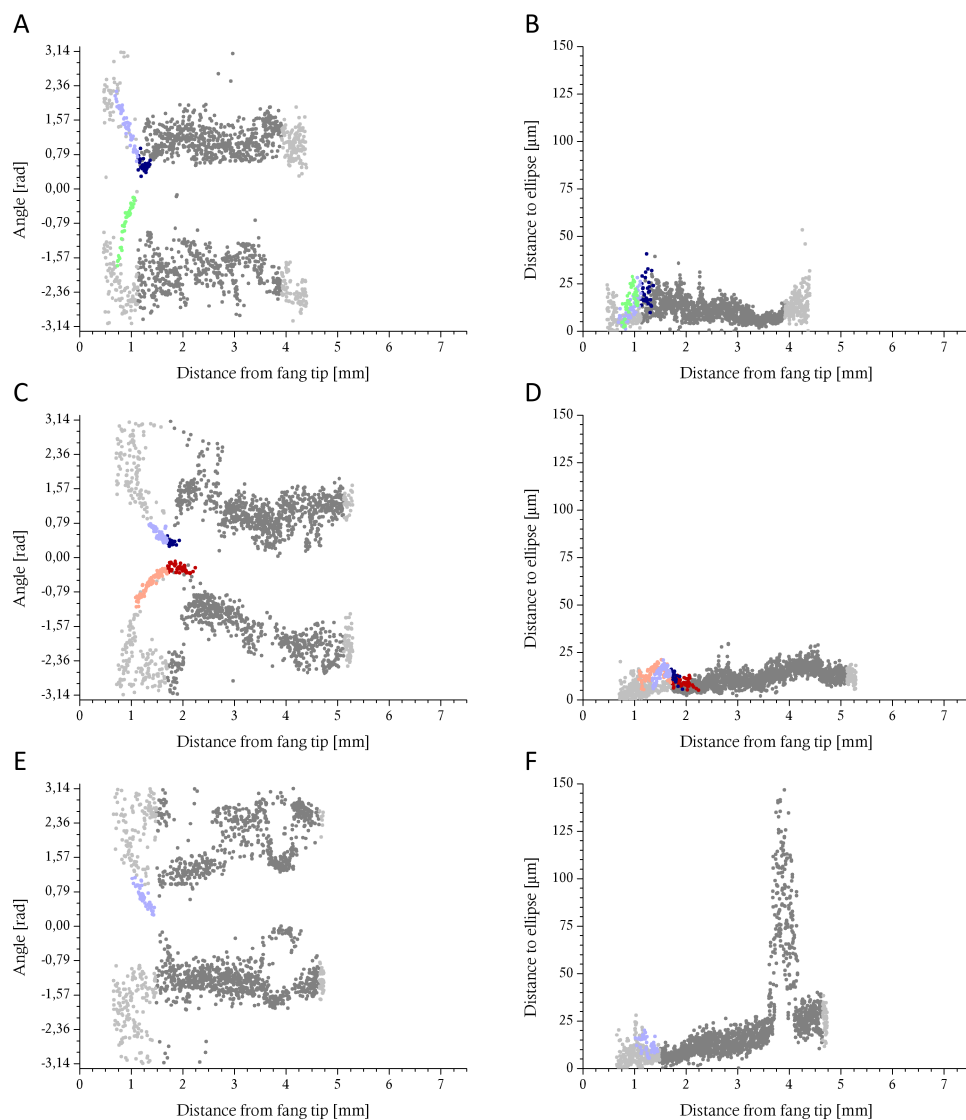 A
3,14
2,36
1,57
0,79
0,00
-0,79
-1,57
-2,36
-3,14
Angle [rad]
0 1 2 3 4 5 6 7
Distance from fang tip [mm]
B
150
125
100
75
50
25
0
Distance to ellipse [µm]
0 1 2 3 4 5 6 7
Distance from fang tip [mm]
C
3,14
2,36
1,57
0,79
0,00
-0,79
-1,57
-2,36
-3,14
Angle [rad]
0 1 2 3 4 5 6 7
Distance from fang tip [mm]
D
150
125
100
75
50
25
0
Distance to ellipse [µm]
0 1 2 3 4 5 6 7
Distance from fang tip [mm]
E
3,14
2,36
1,57
0,79
0,00
-0,79
-1,57
-2,36
-3,14
Angle [rad]
0 1 2 3 4 5 6 7
Distance from fang tip [mm]
F
150
125
100
75
50
25
0
Distance to ellipse [µm]
0 1 2 3 4 5 6 7
Distance from fang tip [mm]